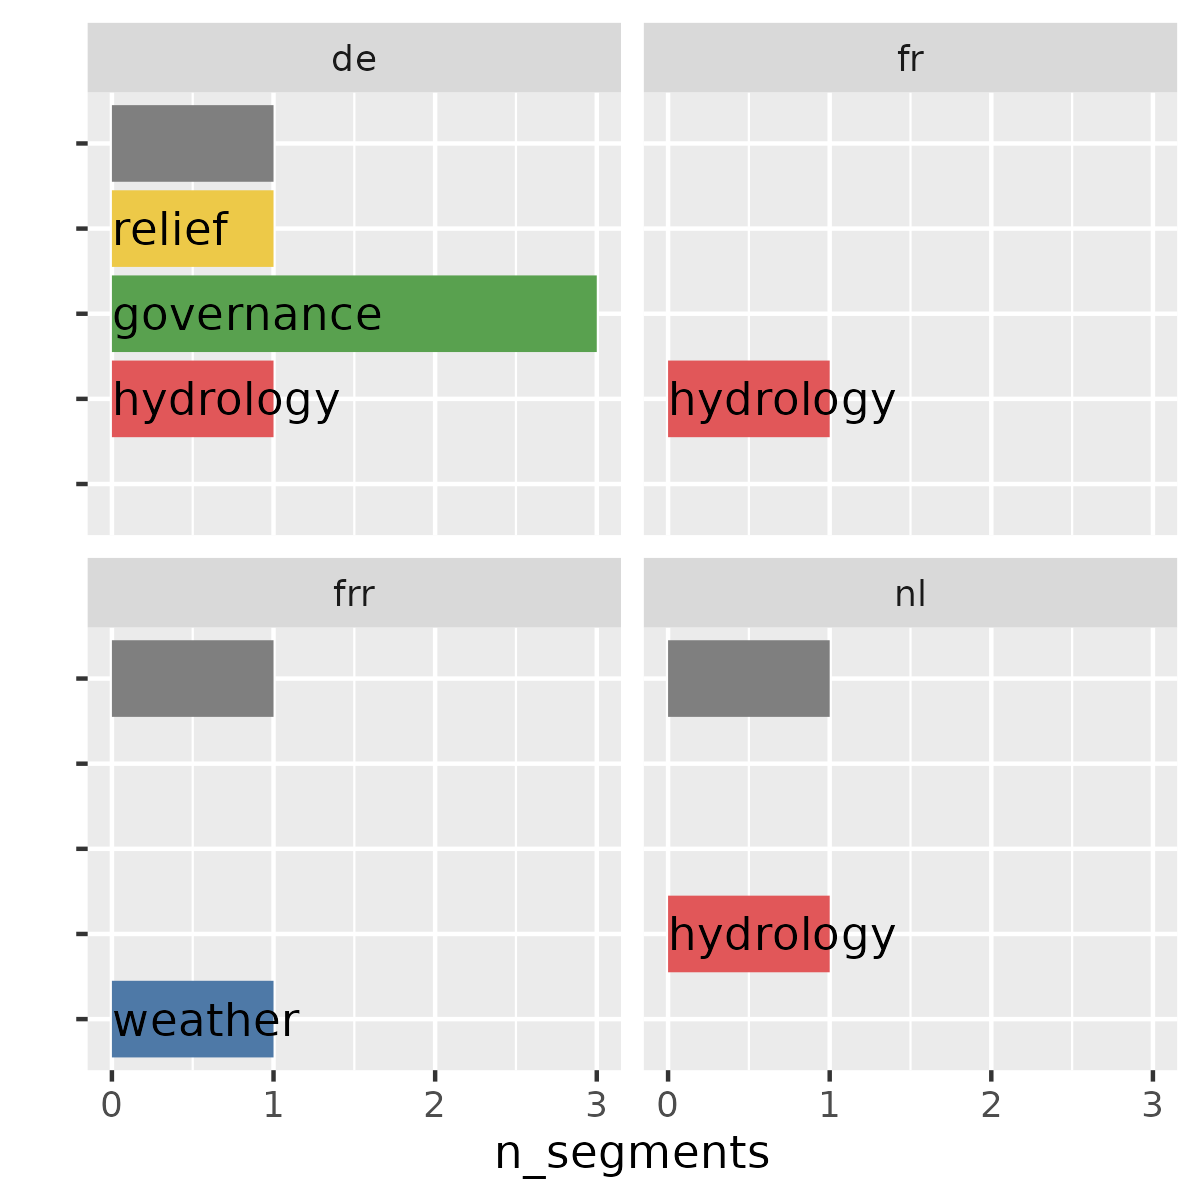 de
fr
relief
governance
hydrology
hydrology
frr
nl
hydrology
weather
0 1 2 3 0 1 2 3
n_segments